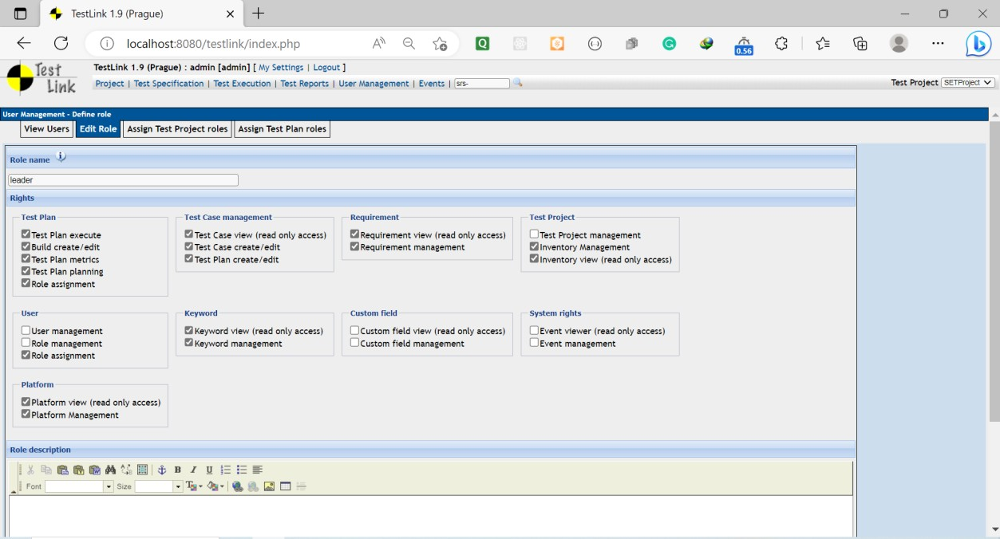 TestLink 1.9 (Prague)
localhost:8080/testlink/index.php
0.56
Test Link
TestLink 1.9 (Prague) : admin [admin] [ My Settings | Logout ]
Project | Test Specification | Test Execution | Test Reports | User Management | Events | srs-
Test Project SETProject
User Management - Define role
View Users Edit Role Assign Test Project roles Assign Test Plan roles
Role name
leader
Rights
Test Plan
Test Plan execute
Build create/edit
Test Plan metrics
Test Plan planning
Role assignment
Test Case management
Test Case view (read only access)
Test Case create/edit
Test Plan create/edit
Requirement
Requirement view (read only access)
Requirement management
Test Project
Test Project management
Inventory Management
Inventory view (read only access)
User
User management
Role management
Role assignment
Keyword
Keyword view (read only access)
Keyword management
Custom field
Custom field view (read only access)
Custom field management
System rights
Event viewer (read only access)
Event management
Platform
Platform view (read only access)
Platform Management
Role description
B I U
Font Size